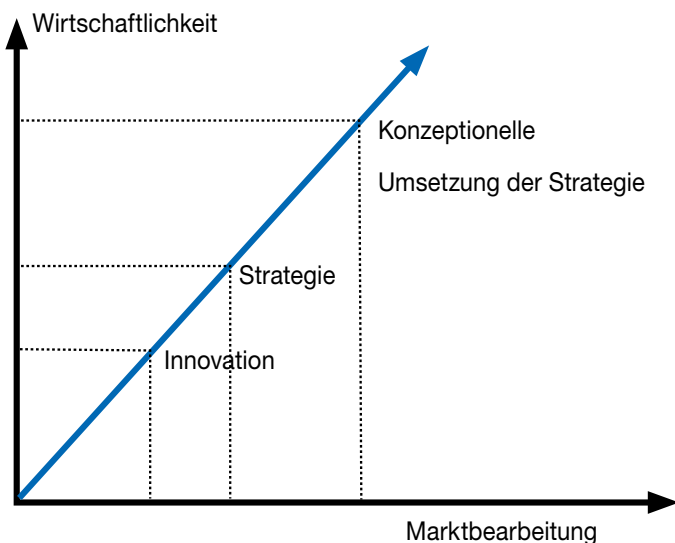 Wirtschaftlichkeit
Konzeptionelle
Umsetzung der Strategie
Strategie
Innovation
Marktbearbeitung